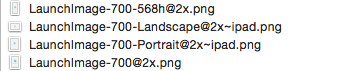 LaunchImage-700-568h@2x.png
LaunchImage-700-Landscape@2x~ipad.png
LaunchImage-700-Portrait@2x~ipad.png
LaunchImage-700@2x.png